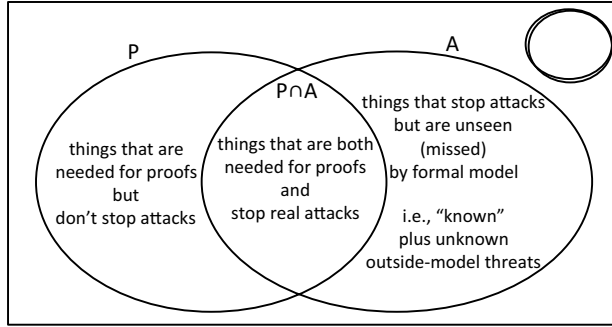 P
A
P∩A
things that are
needed for proofs
but
don’t stop attacks
things that are both
needed for proofs
and
stop real attacks
things that stop attacks
but are unseen
(missed)
by formal model
i.e., “known”
plus unknown
outside-model threats